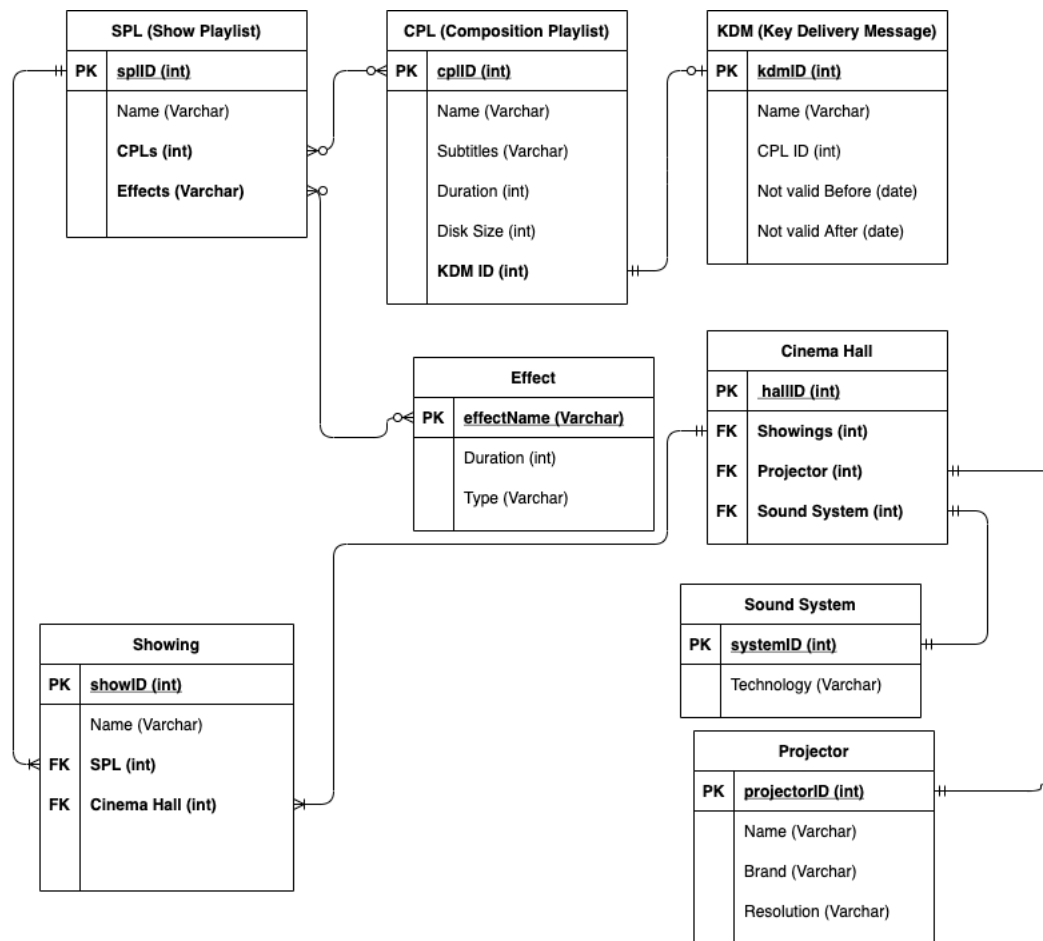 SPL (Show Playlist)
PK splID (int)
Name (Varchar)
CPLs (int)
Effects (Varchar)
CPL (Composition Playlist)
PK cplID (int)
Name (Varchar)
Subtitles (Varchar)
Duration (int)
Disk Size (int)
KDM ID (int)
KDM (Key Delivery Message)
PK kdmID (int)
Name (Varchar)
CPL ID (int)
Not valid Before (date)
Not valid After (date)
Effect
PK effectName (Varchar)
Duration (int)
Type (Varchar)
Cinema Hall
PK hallID (int)
FK Showings (int)
FK Projector (int)
FK Sound System (int)
Sound System
PK systemID (int)
Technology (Varchar)
Showing
PK showID (int)
Name (Varchar)
FK SPL (int)
FK Cinema Hall (int)
Projector
PK projectorID (int)
Name (Varchar)
Brand (Varchar)
Resolution (Varchar)